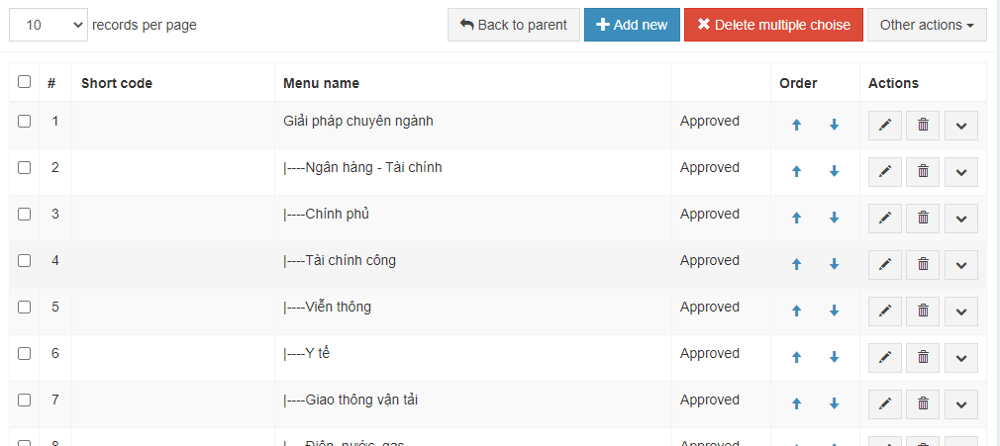 10 records per page Back to parent Add new Delete multiple choise Other actions
# Short code Menu name Order Actions
1 Giải pháp chuyên ngành Approved
2 |----Ngân hàng - Tài chính Approved
3 |----Chính phủ Approved
4 |----Tài chính công Approved
5 |----Viễn thông Approved
6 |----Y tế Approved
7 |----Giao thông vận tải Approved
8 |----Điện, nước, gas Approved